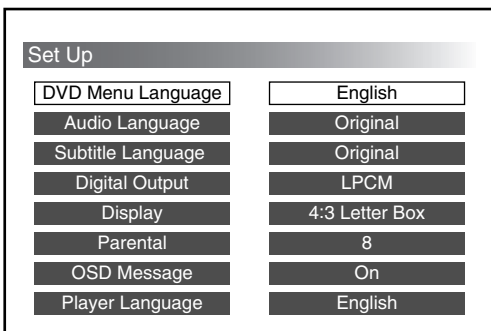 Set Up
DVD Menu Language English
Audio Language Original
Subtitle Language Original
Digital Output LPCM
Display 4:3 Letter Box
Parental 8
OSD Message On
Player Language English